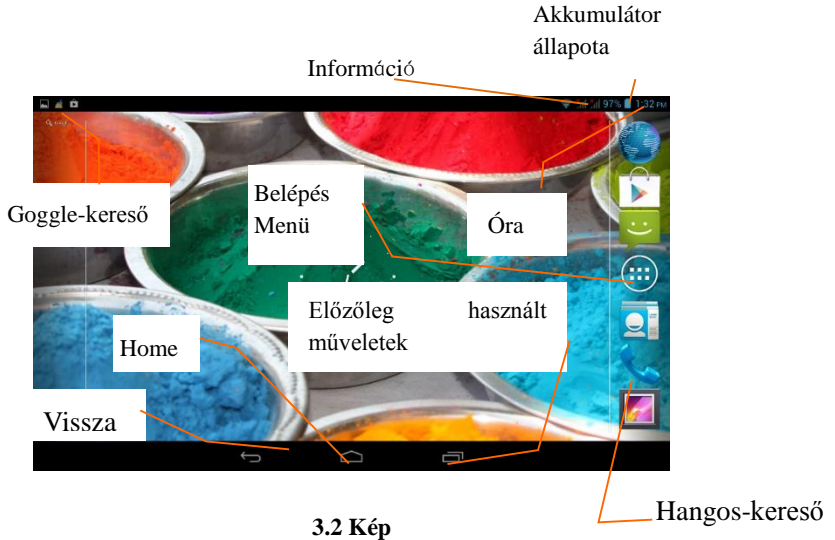 Akkumulátor
állapota
Információ
97% 1:32 PM
Belépés
Menü
Goggle-kereső
Óra
Előzőleg használt
műveletek
Home
Vissza
Hangos-kereső
3.2 Kép